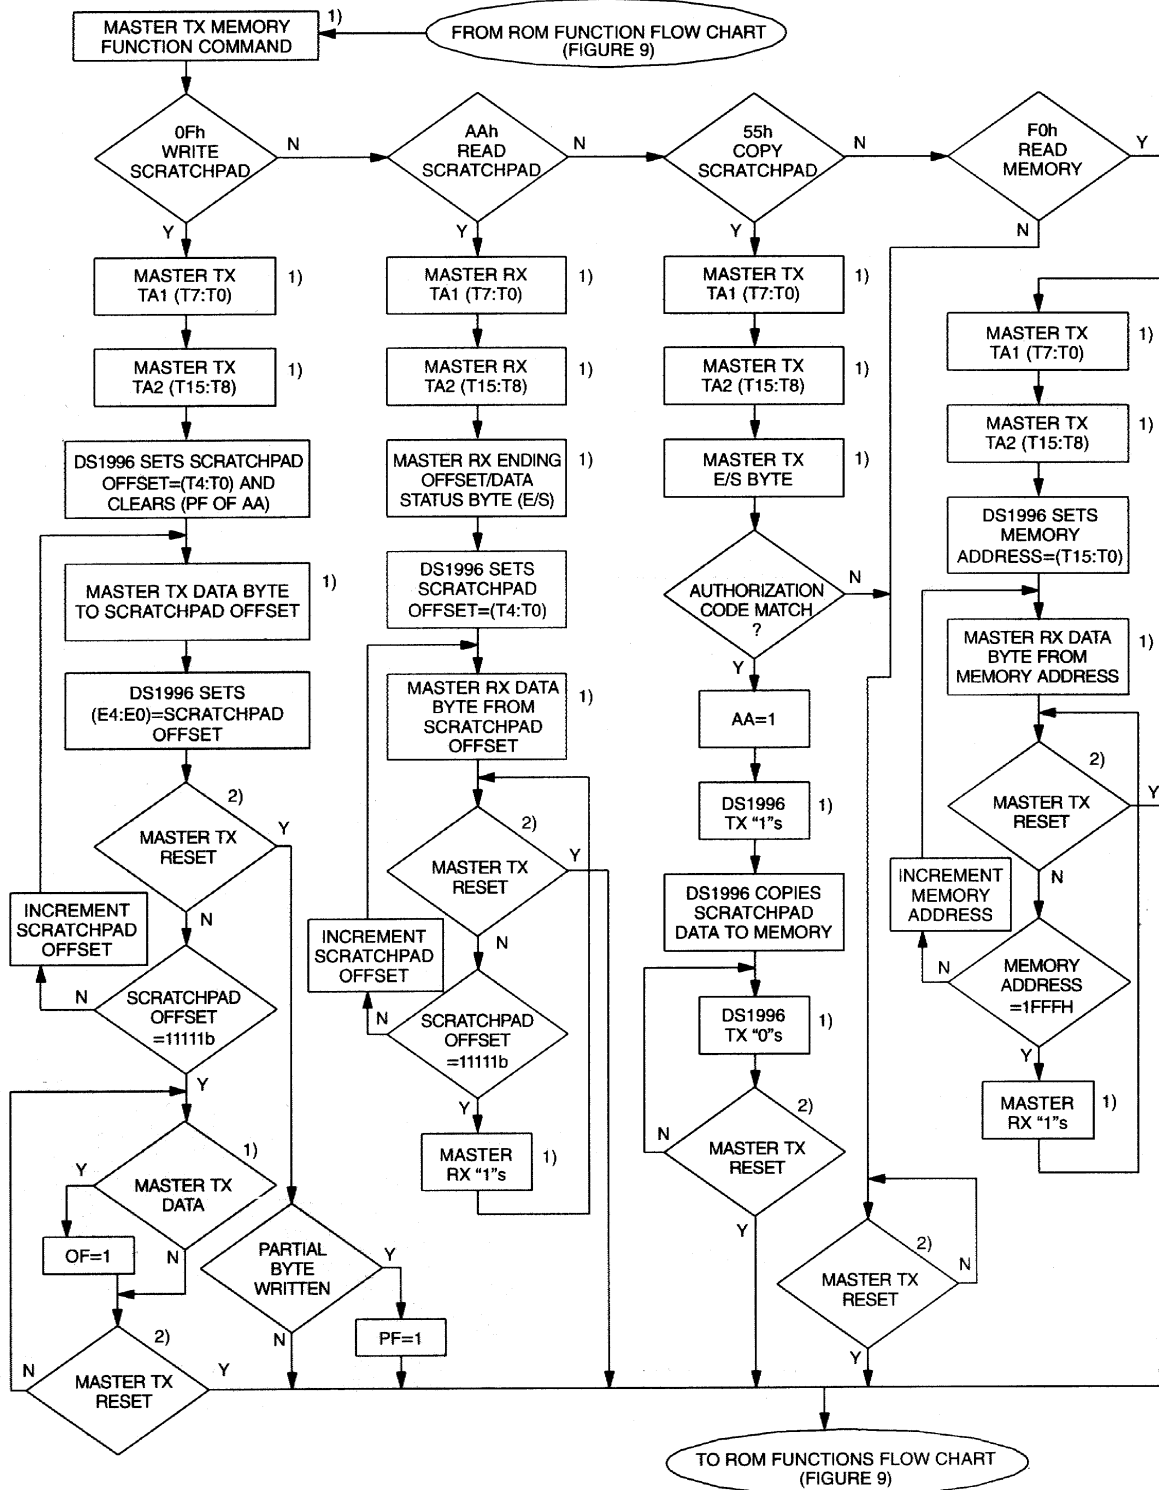 MASTER TX MEMORY
FUNCTION COMMAND
1)
FROM ROM FUNCTION FLOW CHART
(FIGURE 9)
0Fh
WRITE
SCRATCHPAD
N
Y
AAh
READ
SCRATCHPAD
N
Y
55h
COPY
SCRATCHPAD
N
Y
F0h
READ
MEMORY
Y
N
MASTER TX
TA1 (T7:T0)
1)
MASTER TX
TA2 (T15:T8)
1)
DS1996 SETS SCRATCHPAD
OFFSET=(T4:T0) AND
CLEARS (PF OF AA)
MASTER TX DATA BYTE
TO SCRATCHPAD OFFSET
1)
DS1996 SETS
(E4:E0)=SCRATCHPAD
OFFSET
2)
MASTER TX
RESET
Y
N
INCREMENT
SCRATCHPAD
OFFSET
SCRATCHPAD
OFFSET
=11111b
N
Y
1)
MASTER TX
DATA
Y
N
OF=1
2)
MASTER TX
RESET
N
Y
PARTIAL
BYTE
WRITTEN
Y
N
PF=1
MASTER RX
TA1 (T7:T0)
1)
MASTER RX
TA2 (T15:T8)
1)
MASTER RX ENDING
OFFSET/DATA
STATUS BYTE (E/S)
1)
DS1996 SETS
SCRATCHPAD
OFFSET=(T4:T0)
MASTER RX DATA
BYTE FROM
SCRATCHPAD
OFFSET
1)
2)
MASTER TX
RESET
Y
N
INCREMENT
SCRATCHPAD
OFFSET
SCRATCHPAD
OFFSET
=11111b
N
Y
MASTER
RX “1”s
1)
MASTER TX
TA1 (T7:T0)
1)
MASTER TX
TA2 (T15:T8)
1)
MASTER TX
E/S BYTE
1)
AUTHORIZATION
CODE MATCH
?
N
Y
AA=1
DS1996
TX “1”s
1)
DS1996 COPIES
SCRATCHPAD
DATA TO MEMORY
DS1996
TX “0”s
1)
2)
MASTER TX
RESET
N
Y
2)
MASTER TX
RESET
N
Y
MASTER TX
TA1 (T7:T0)
1)
MASTER TX
TA2 (T15:T8)
1)
DS1996 SETS
MEMORY
ADDRESS=(T15:T0)
MASTER RX DATA
BYTE FROM
MEMORY ADDRESS
1)
2)
MASTER TX
RESET
Y
N
INCREMENT
MEMORY
ADDRESS
MEMORY
ADDRESS
=1FFFH
N
Y
MASTER
RX “1”s
1)
TO ROM FUNCTIONS FLOW CHART
(FIGURE 9)